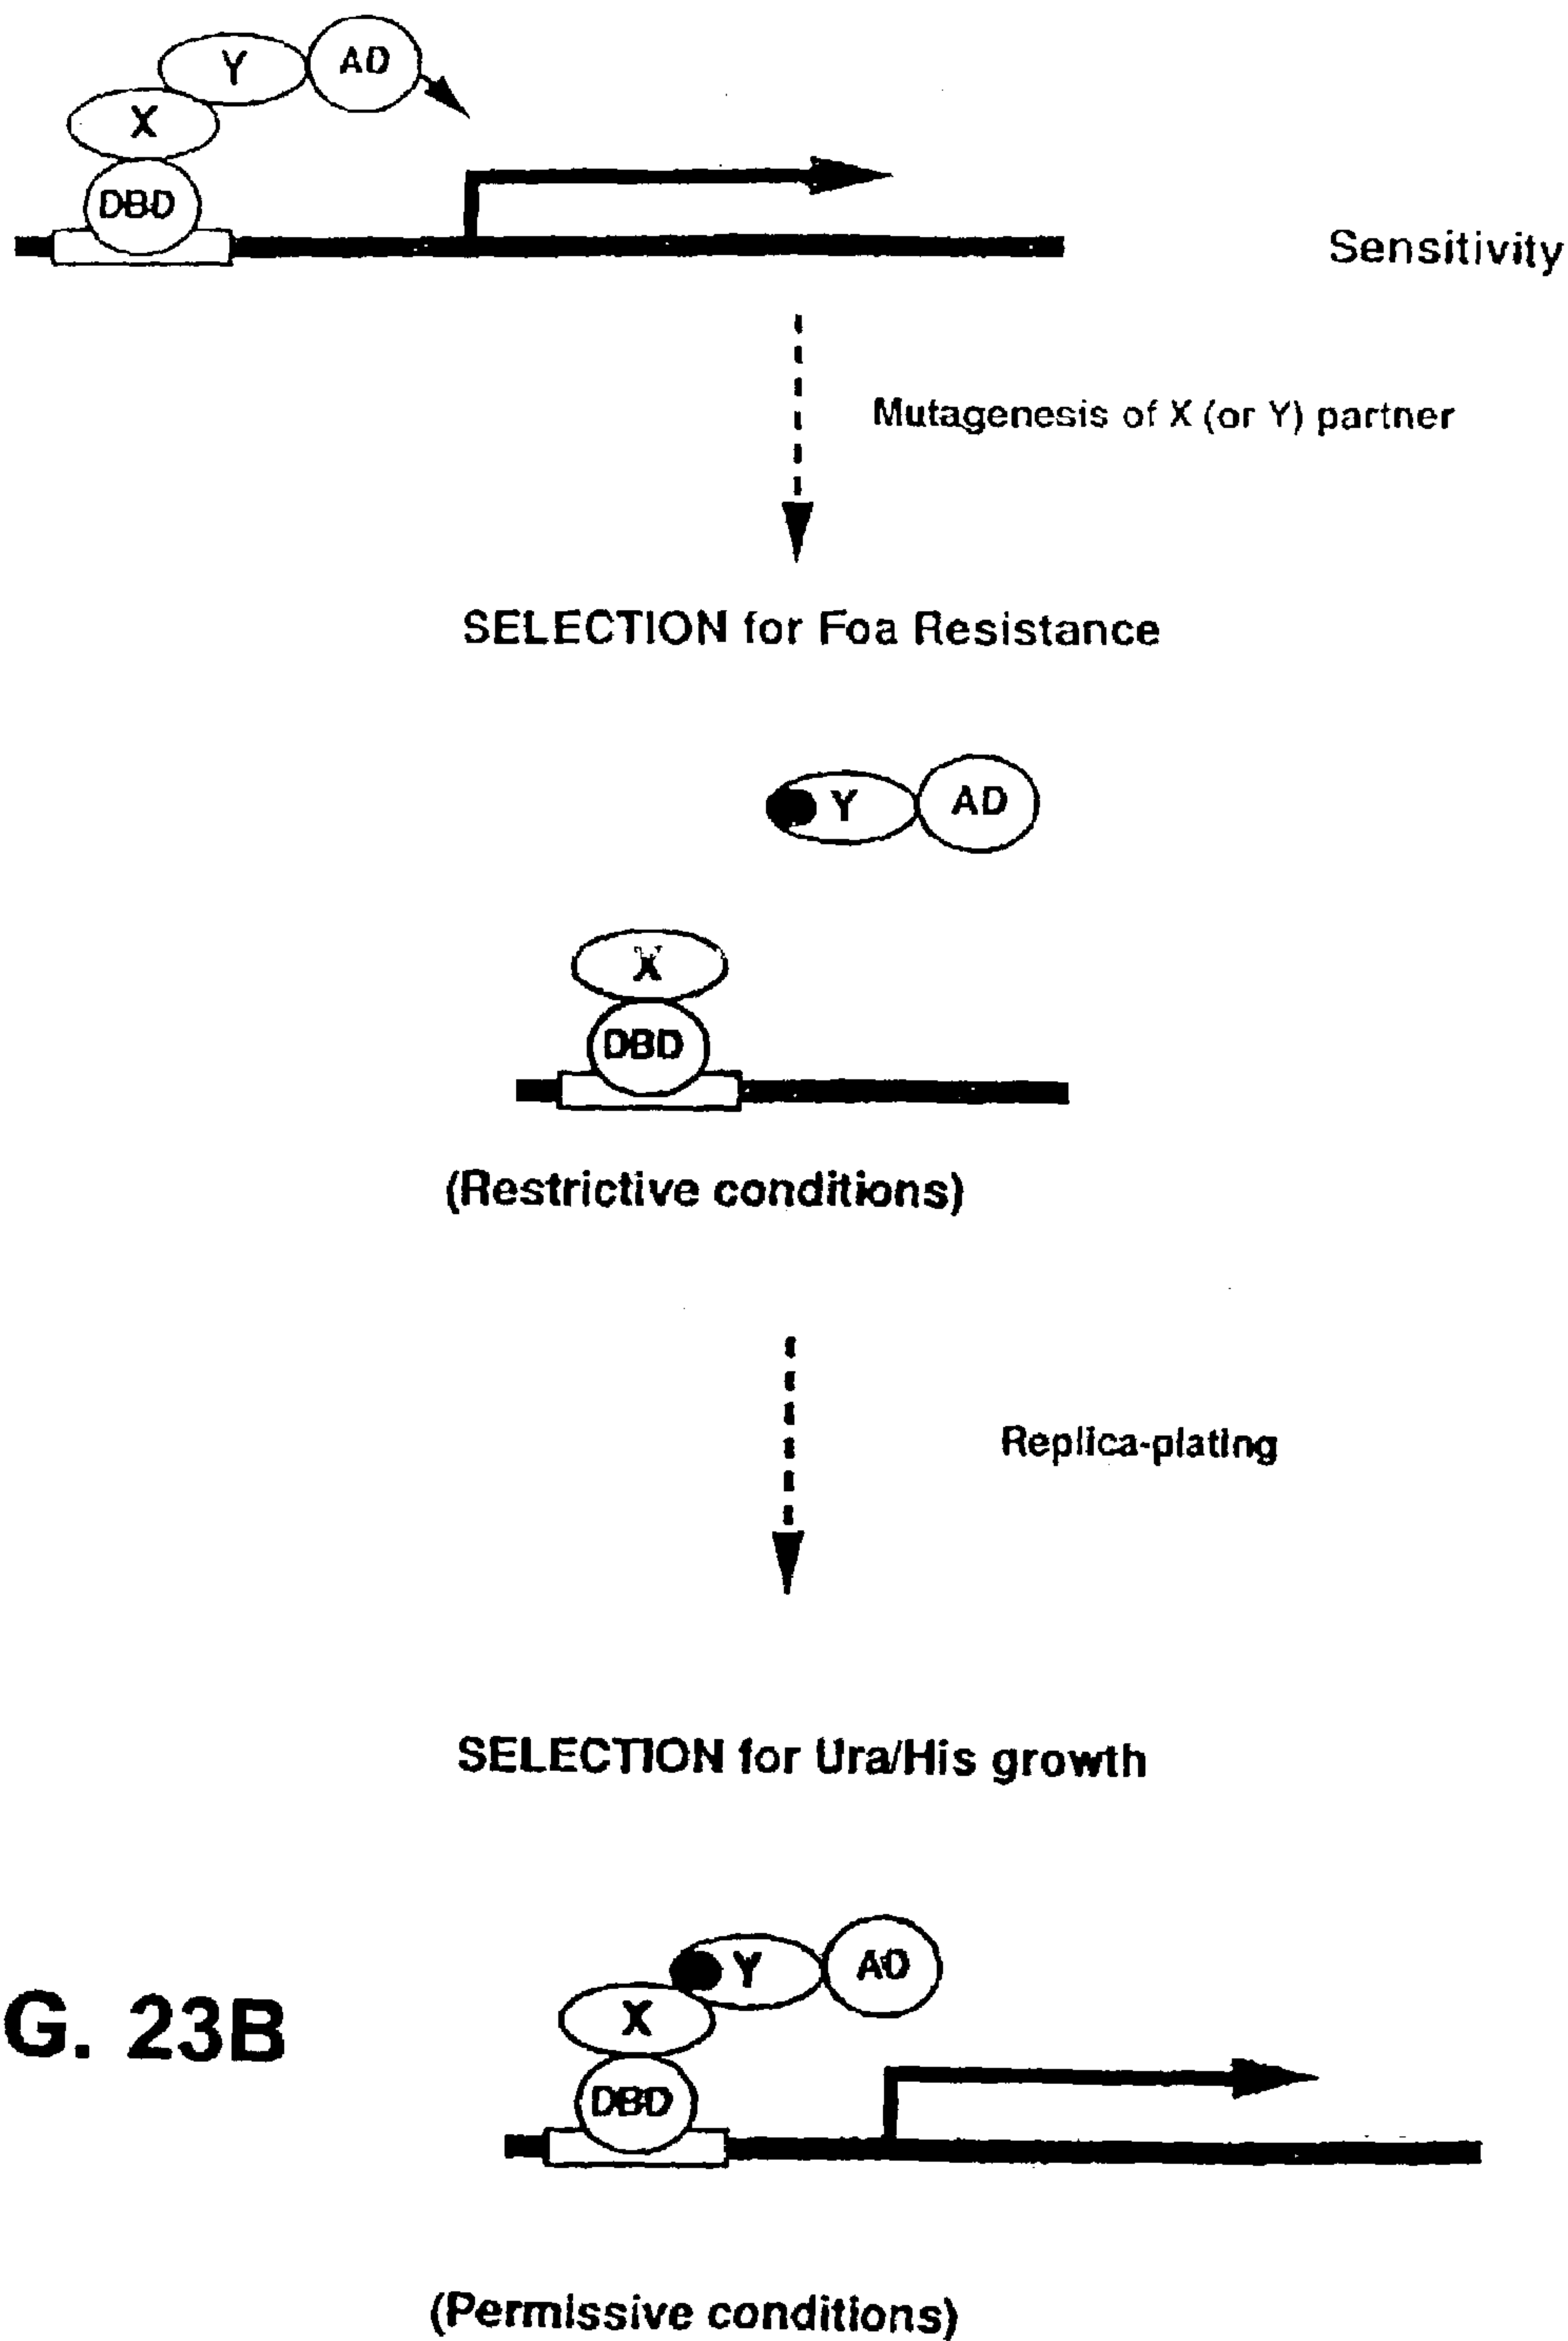 Y
AD
X
DBD
Sensitivity
Mutagenesis of X (or Y) partner
SELECTION for Foa Resistance
Y
AD
X
DBD
(Restrictive conditions)
Replica-plating
SELECTION for Ura/His growth
Y
AD
X
G. 23B
DBD
(Permissive conditions)